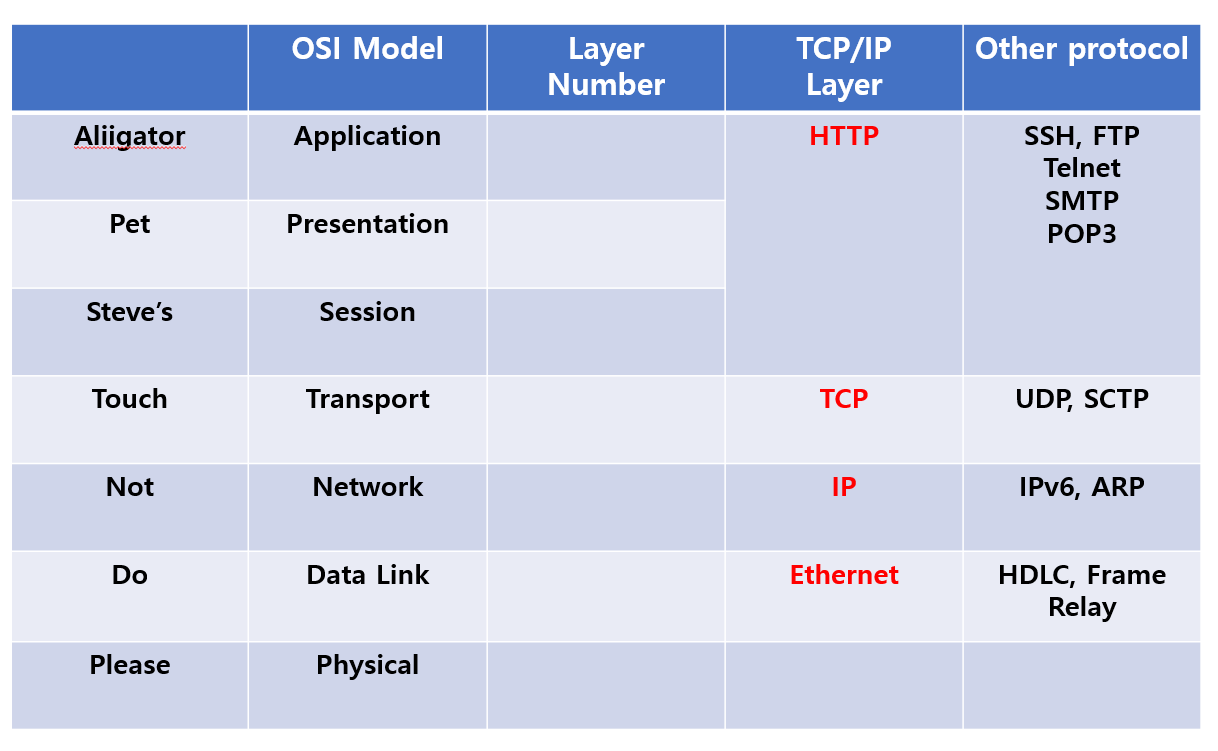 OSI Model
Layer
Number
TCP/IP
Layer
Other protocol
Aliigator
Application
HTTP
SSH, FTP
Telnet
SMTP
POP3
Pet
Presentation
Steve’s
Session
Touch
Transport
TCP
UDP, SCTP
Not
Network
IP
IPv6, ARP
Do
Data Link
Ethernet
HDLC, Frame
Relay
Please
Physical